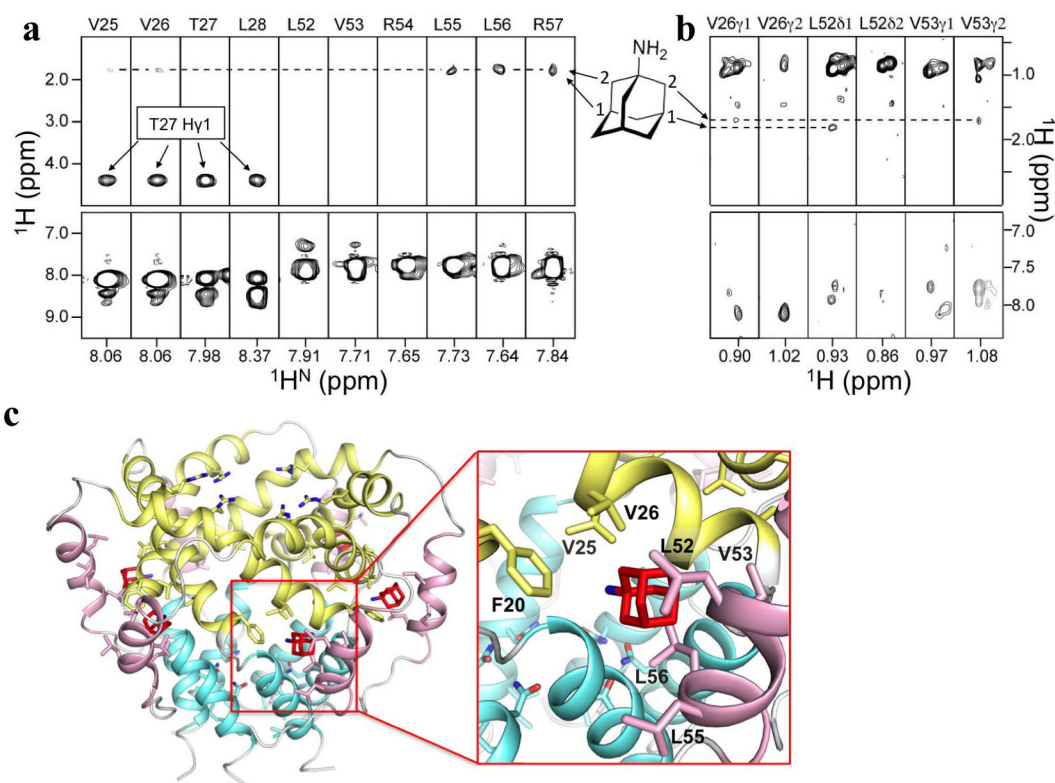 a
V25 V26 T27 L28 L52 V53 R54 L55 L56 R57
2.0
3.0
4.0
T27 Hγ1
7.0
8.0
9.0
¹H (ppm)
8.06 8.06 7.98 8.37 7.91 7.71 7.65 7.73 7.64 7.84
¹Hᴺ (ppm)
NH₂
2 2
1 1
b
V26γ1 V26γ2 L52δ1 L52δ2 V53γ1 V53γ2
1.0
2.0
7.0
7.5
8.0
¹H (ppm)
0.90 1.02 0.93 0.86 0.97 1.08
¹H (ppm)
c
V26
V25
L52
V53
F20
L56
L55